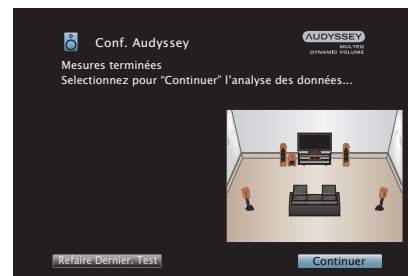 Conf. Audyssey
AUDYSSEY
MULTEQ
DYNAMIC VOLUME
Mesures terminées
Selectionnez pour “Continuer” l’analyse des données...
Refaire Dernier. Test
Continuer